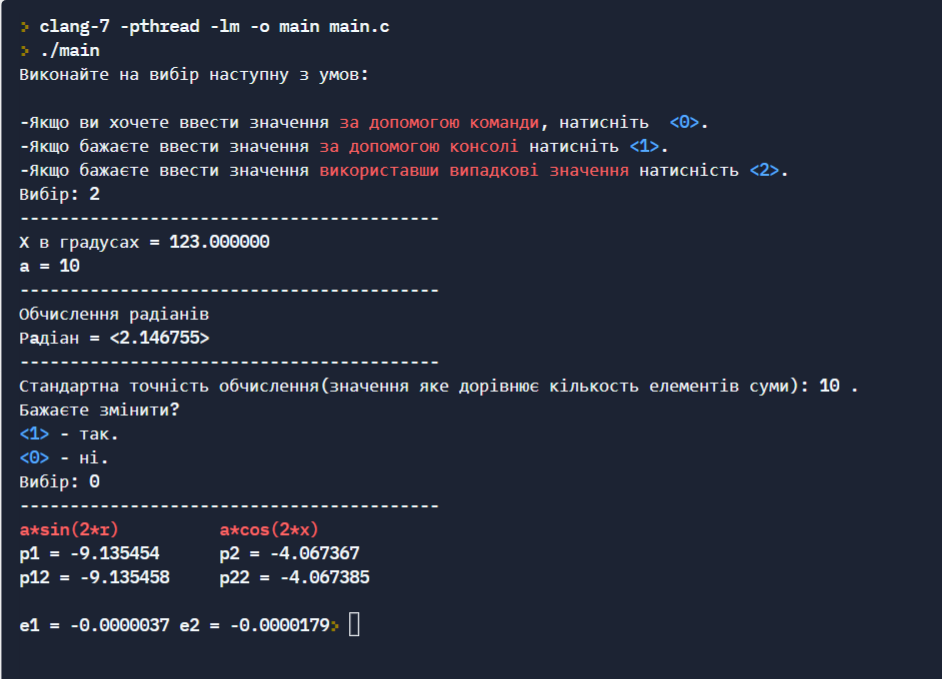 > clang-7 -pthread -lm -o main main.c
> ./main
Виконайте на вибір наступну з умов:
-Якщо ви хочете ввести значення за допомогою команди, натисніть <0>.
-Якщо бажаєте ввести значення за допомогою консолі натисніть <1>.
-Якщо бажаєте ввести значення використавши випадкові значення натисність <2>.
Вибір: 2
------------------------------------------
X в градусах = 123.000000
a = 10
------------------------------------------
Обчислення радіанів
Радіан = <2.146755>
------------------------------------------
Стандартна точність обчислення(значення яке дорівнює кількость елементів суми): 10 .
Бажаєте змінити?
<1> - так.
<0> - ні.
Вибір: 0
------------------------------------------
a*sin(2*r) a*cos(2*x)
p1 = -9.135454 p2 = -4.067367
p12 = -9.135458 p22 = -4.067385
e1 = -0.0000037 e2 = -0.0000179>